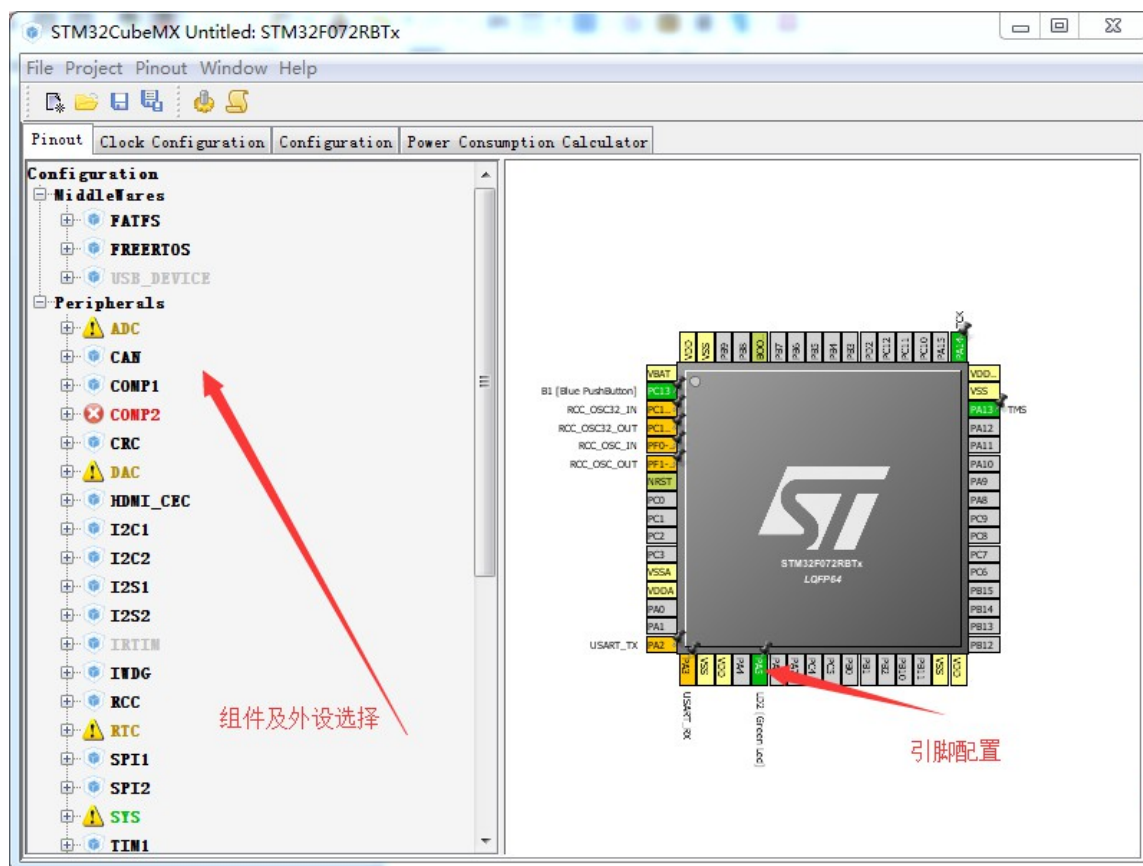 STM32CubeMX Untitled: STM32F072RBTx
File Project Pinout Window Help
Pinout Clock Configuration Configuration Power Consumption Calculator
Configuration
MiddleWares
FATFS
FREERTOS
USB_DEVICE
Peripherals
ADC
CAN
COMP1
COMP2
CRC
DAC
HDMI_CEC
I2C1
I2C2
I2S1
I2S2
IRTIM
IWDG
RCC
RTC
SPI1
SPI2
SYS
TIM1
组件及外设选择
TCK
VDD VSS PB9 PB8 BOO PB7 PB6 PB5 PB4 PB3 PD2 PC12 PC11 PC10 PA15 PA14
B1 [Blue PushButton]
RCC_OSC32_IN
RCC_OSC32_OUT
RCC_OSC_IN
RCC_OSC_OUT
USART_TX
VBAT
PC13
PC1...
PC1...
PF0-...
PF1-...
NRST
PC0
PC1
PC2
PC3
VSSA
VDDA
PA0
PA1
PA2
ST
STM32F072RBTx
LQFP64
VDD...
VSS
PA13 TMS
PA12
PA11
PA10
PA9
PA8
PC9
PC8
PC7
PC6
PB15
PB14
PB13
PB12
PA3 VSS VDD PA4 PA5 PA7 PC4 PC5 PB0 PB1 PB2 PB10 PB11 VSS VDD
USART_RX
LD2 [Green Led]
引脚配置